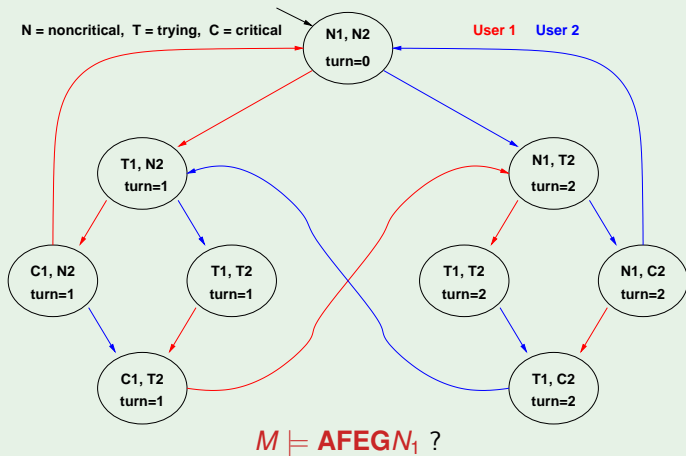 N = noncritical, T = trying, C = critical
N1, N2
turn=0
User 1 User 2
T1, N2
turn=1
N1, T2
turn=2
C1, N2
turn=1
T1, T2
turn=1
T1, T2
turn=2
N1, C2
turn=2
C1, T2
turn=1
T1, C2
turn=2
M ⊨ AFEGN₁ ?